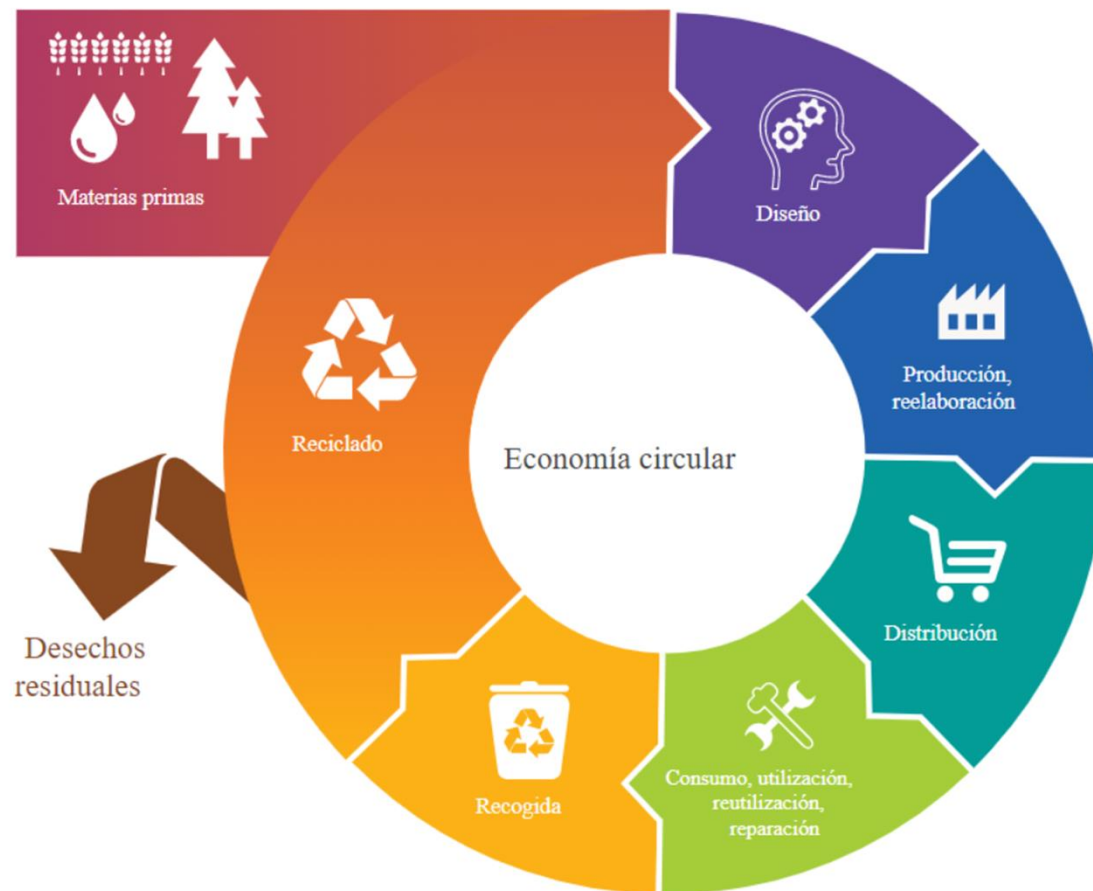 Materias primas
Diseño
Producción,
reelaboración
Distribución
Consumo, utilización,
reutilización,
reparación
Recogida
Reciclado
Desechos
residuales
Economía circular